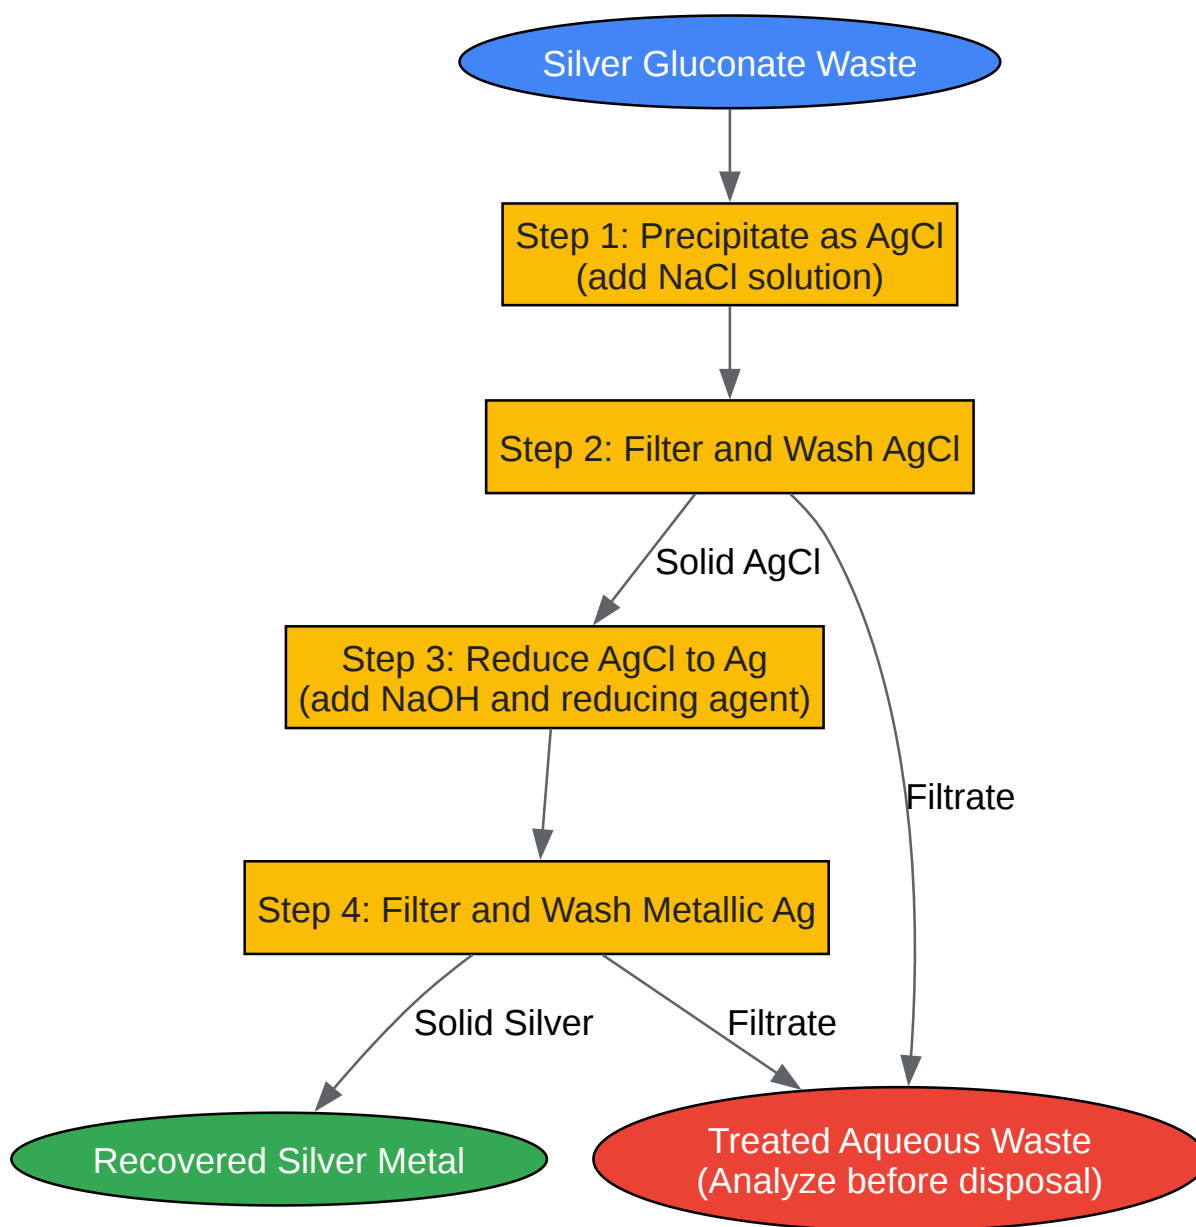 Silver Gluconate Waste
Step 1: Precipitate as AgCl
(add NaCl solution)
Step 2: Filter and Wash AgCl
Solid AgCl
Step 3: Reduce AgCl to Ag
(add NaOH and reducing agent)
Filtrate
Step 4: Filter and Wash Metallic Ag
Solid Silver
Filtrate
Recovered Silver Metal
Treated Aqueous Waste
(Analyze before disposal)